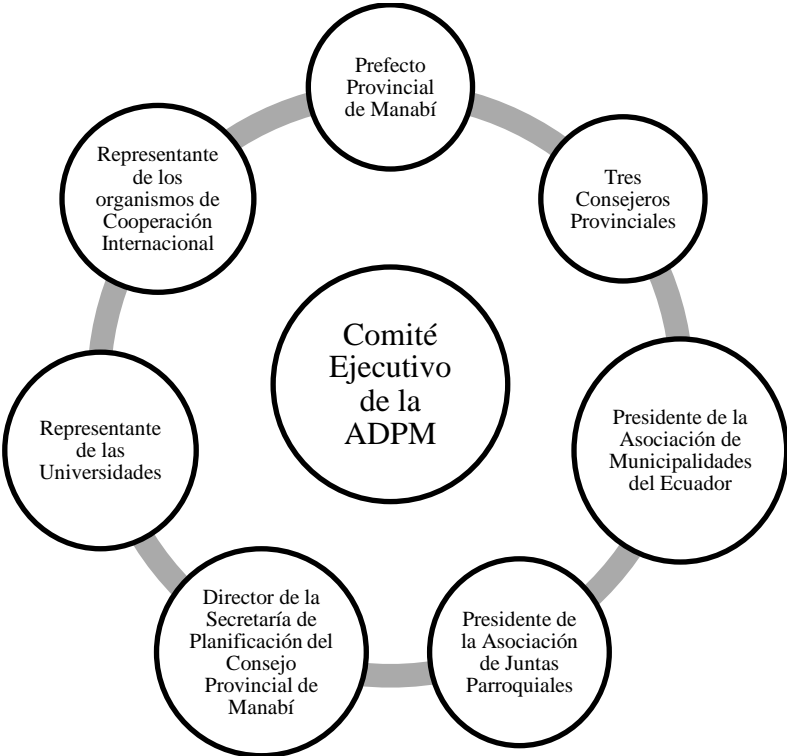 Prefecto
Provincial
de Manabí
Tres
Consejeros
Provinciales
Presidente de la
Asociación de
Municipalidades
del Ecuador
Presidente de
la Asociación
de Juntas
Parroquiales
Director de la
Secretaría de
Planificación del
Consejo
Provincial de
Manabí
Representante
de las
Universidades
Representante
de los
organismos de
Cooperación
Internacional
Comité
Ejecutivo
de la
ADPM